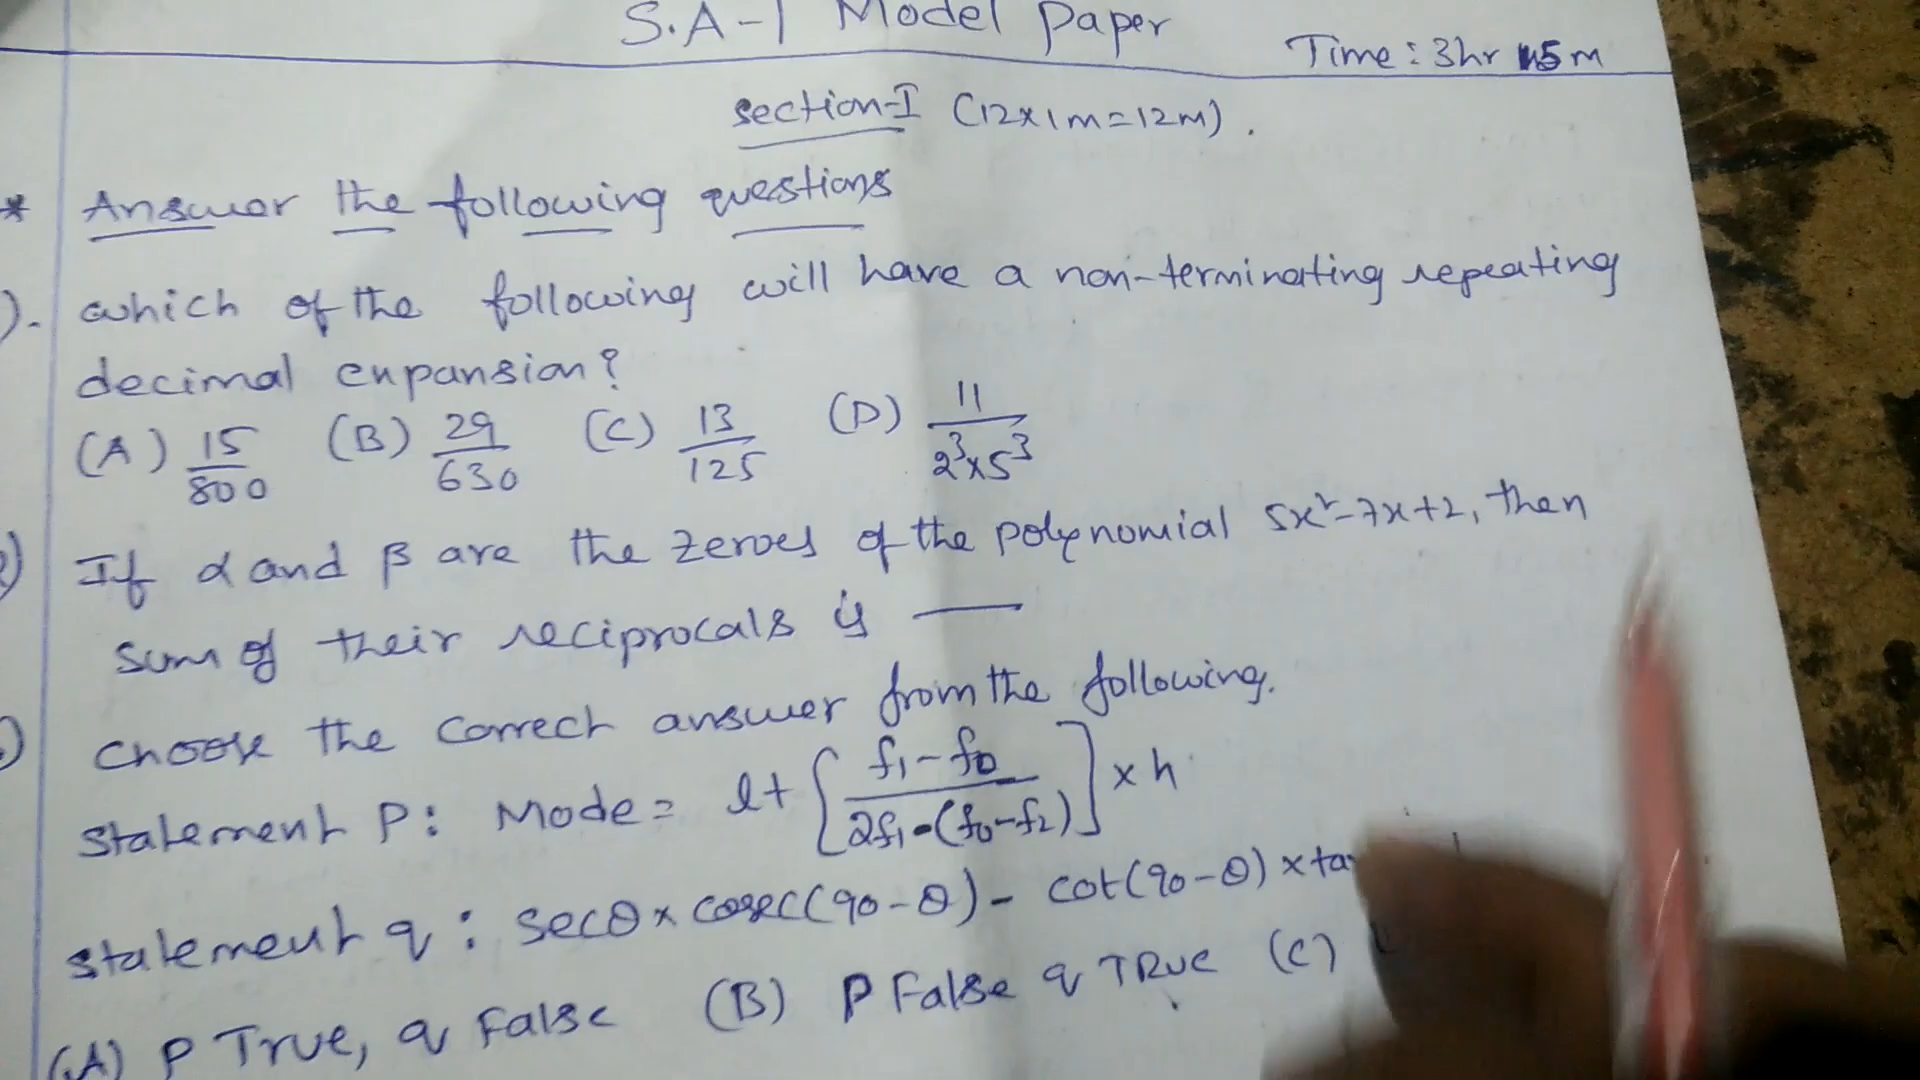 S.A-1 Model Paper
Time: 3hr 15m
Section-I (12x1m=12M).
* Answer the following questions
). which of the following will have a non-terminating repeating
decimal expansion?
(A) 15/800 (B) 29/630 (C) 13/125 (D) 11/2³x5³
) If α and β are the zeroes of the polynomial 5x²-7x+2, then
sum of their reciprocals is —
) choose the correct answer from the following.
Statement P: Mode = l+[f₁-f₀/2f₁-(f₀-f₂)]xh
Statement q: secθ x cosec(90-θ) - cot(90-θ) x
(A) P True, q False (B) P False q TRUE (C)